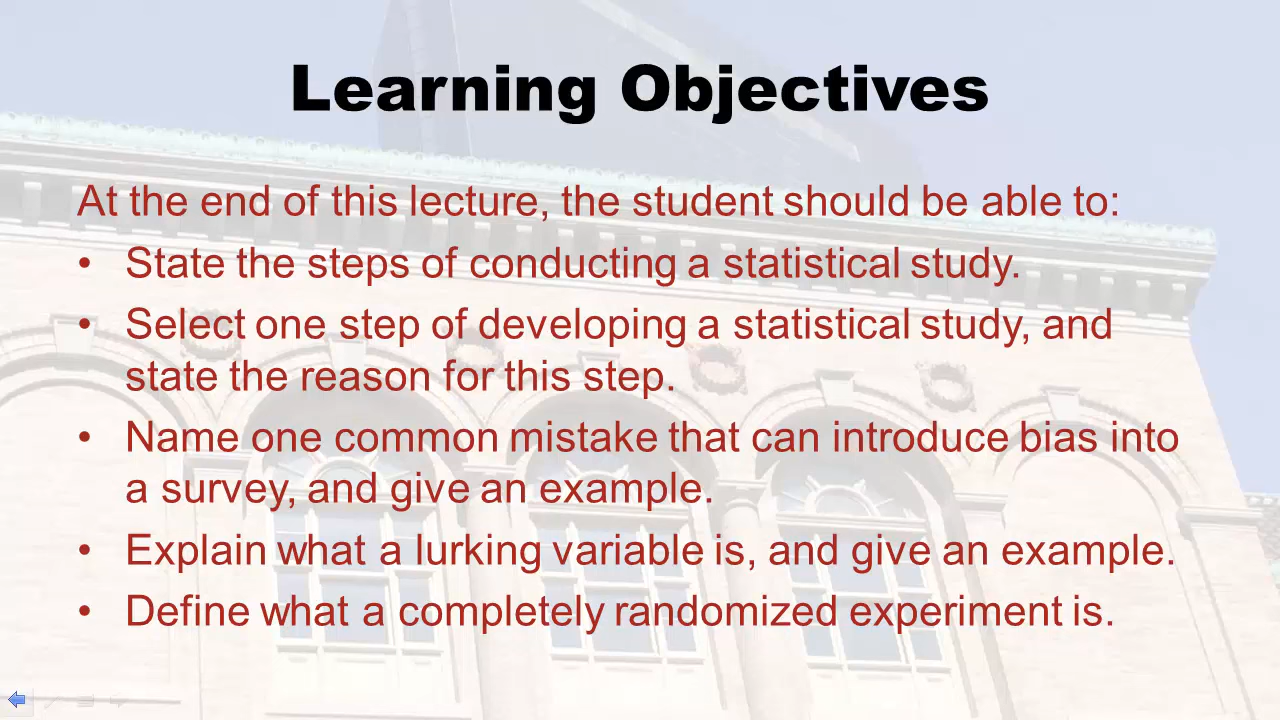 Learning Objectives
At the end of this lecture, the student should be able to:
• State the steps of conducting a statistical study.
• Select one step of developing a statistical study, and
state the reason for this step.
• Name one common mistake that can introduce bias into
a survey, and give an example.
• Explain what a lurking variable is, and give an example.
• Define what a completely randomized experiment is.